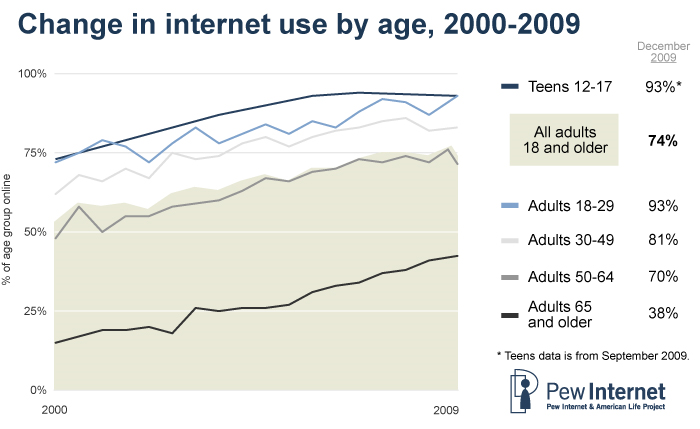 Change in internet use by age, 2000-2009
December
2009
% of age group online
100%
75%
50%
25%
0%
2000
2009
Teens 12-17 93%*
All adults
18 and older 74%
Adults 18-29 93%
Adults 30-49 81%
Adults 50-64 70%
Adults 65
and older 38%
* Teens data is from September 2009.
Pew Internet
Pew Internet & American Life Project